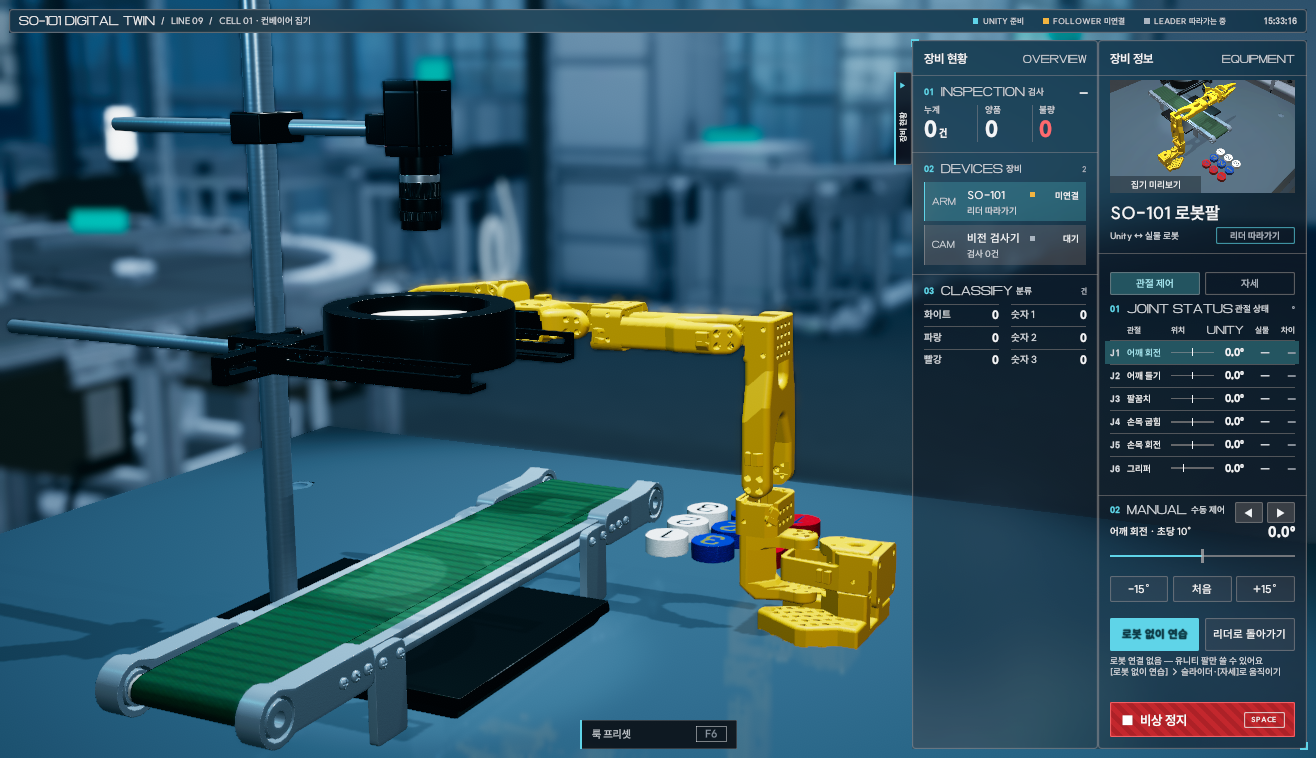 SO-101 DIGITAL TWIN / LINE 09 / CELL 01 · 컨베이어 집기
UNITY 준비
FOLLOWER 미연결
LEADER 따라가는 중
15:33:16
장비 현황 OVERVIEW
01 INSPECTION 검사
누계 양품 불량
0건 0 0
02 DEVICES 장비 2
ARM SO-101 미연결
리더 따라가기
CAM 비전 검사기 대기
검사 0건
03 CLASSIFY 분류 건
화이트 0 숫자 1 0
파랑 0 숫자 2 0
빨강 0 숫자 3 0
장비 정보 EQUIPMENT
집기 미리보기
SO-101 로봇팔
Unity ↔ 실물 로봇 리더 따라가기
관절 제어 자세
01 JOINT STATUS 관절 상태 °
관절 위치 UNITY 실물 차이
J1 어깨 회전 0.0° — —
J2 어깨 들기 0.0° — —
J3 팔꿈치 0.0° — —
J4 손목 굽힘 0.0° — —
J5 손목 회전 0.0° — —
J6 그리퍼 0.0° — —
02 MANUAL 수동 제어 ◀ ▶
어깨 회전 · 초당 10° 0.0°
-15° 처음 +15°
로봇 없이 연습 리더로 돌아가기
로봇 연결 없음 — 유니티 팔만 쓸 수 있어요
[로봇 없이 연습] > 슬라이더·[자세]로 움직이기
비상 정지 SPACE
룩 프리셋 F6